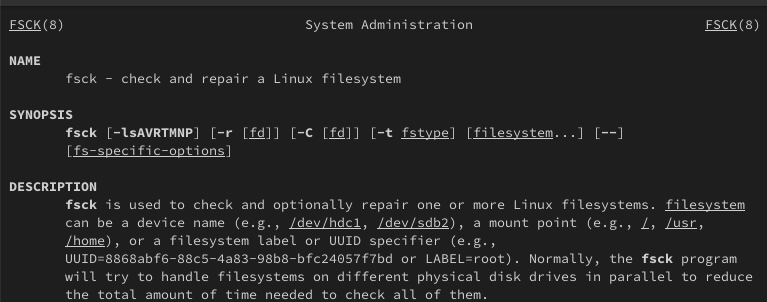 FSCK(8) System Administration FSCK(8)
NAME
fsck - check and repair a Linux filesystem
SYNOPSIS
fsck [-lsAVRTMNP] [-r [fd]] [-C [fd]] [-t fstype] [filesystem...] [--]
[fs-specific-options]
DESCRIPTION
fsck is used to check and optionally repair one or more Linux filesystems. filesystem
can be a device name (e.g., /dev/hdc1, /dev/sdb2), a mount point (e.g., /, /usr,
/home), or a filesystem label or UUID specifier (e.g.,
UUID=8868abf6-88c5-4a83-98b8-bfc24057f7bd or LABEL=root). Normally, the fsck program
will try to handle filesystems on different physical disk drives in parallel to reduce
the total amount of time needed to check all of them.